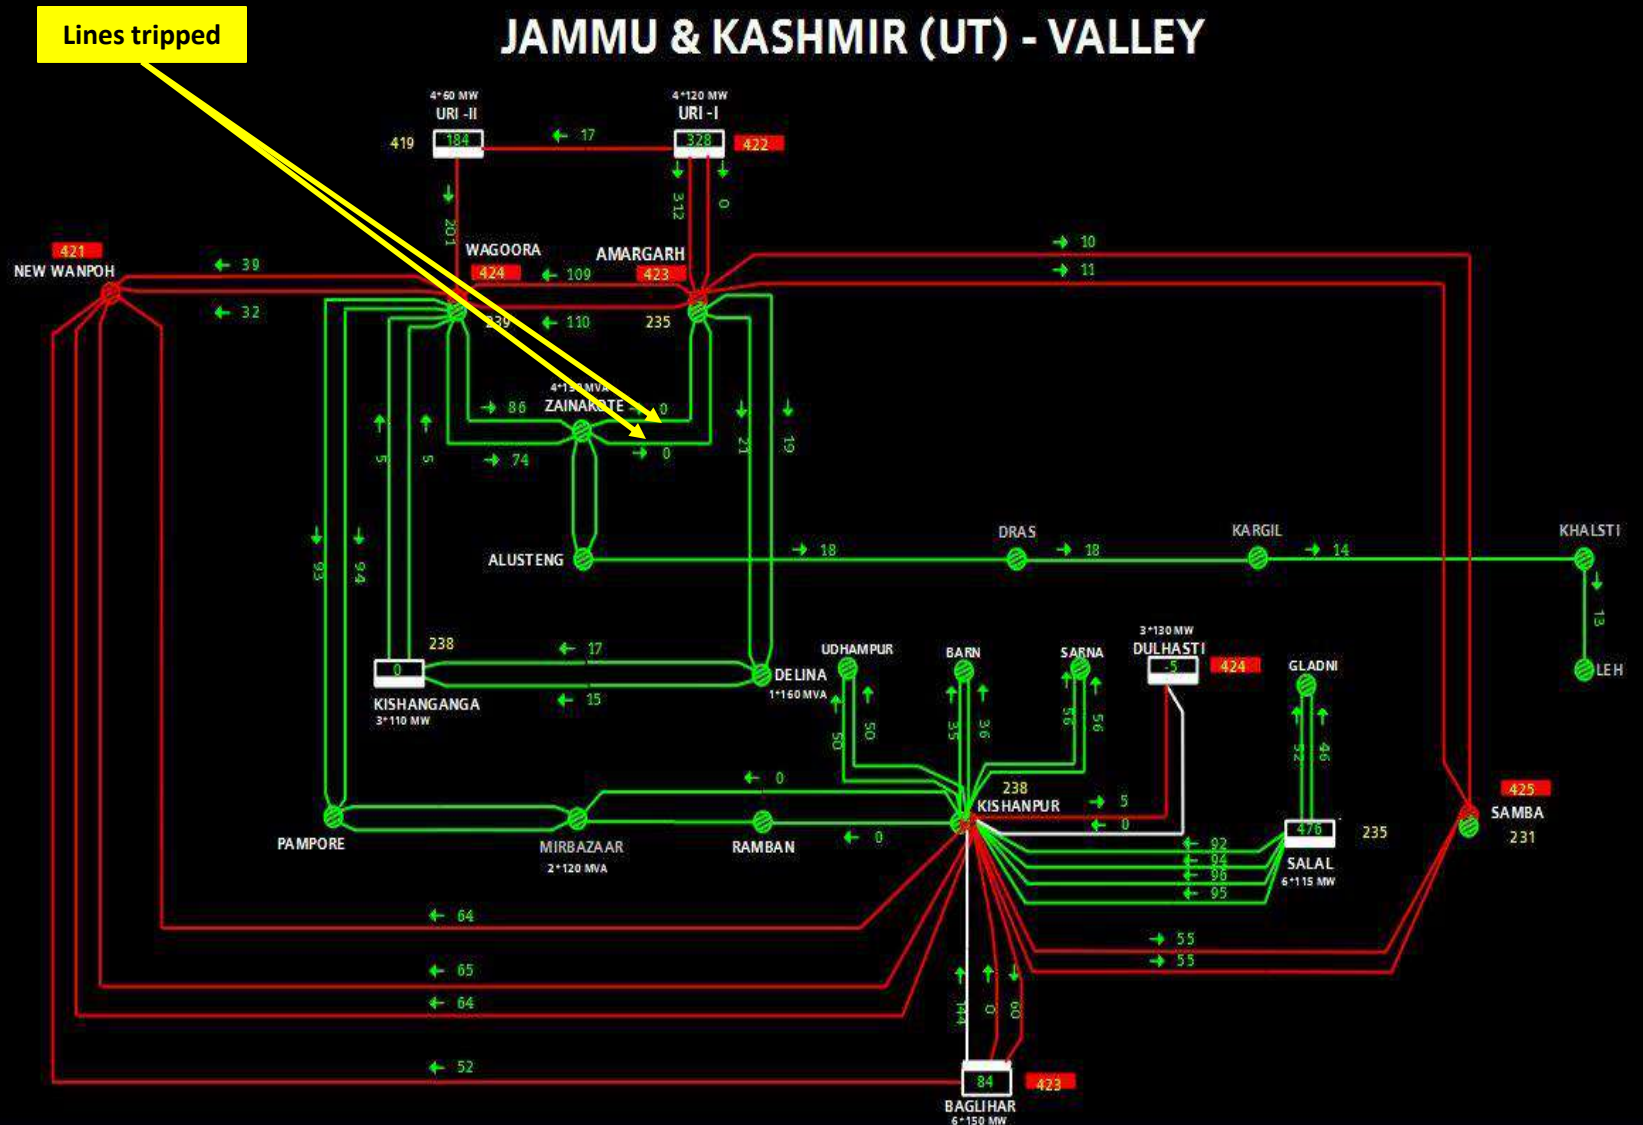 Lines tripped
JAMMU & KASHMIR (UT) - VALLEY
4*60 MW
URI -II
184
419
17
4*120 MW
URI -I
328
422
201
312
0
WAGOORA
424
239
AMARGARH
423
235
109
110
421
NEW WANPOH
39
32
10
11
ZAINAKOTE
86
74
0
0
21
19
5
5
93
94
ALUSTENG
18
DRAS
18
KARGIL
14
KHALSTI
13
LEH
238
0
KISHANGANGA
3*110 MW
17
15
DELINA
1*160 MVA
UDHAMPUR
50
50
BARN
35
36
SARNA
56
56
3*130 MW
DULHASTI
-5
424
GLADNI
52
46
0
238
KISHANPUR
5
0
0
PAMPORE
MIRBAZAAR
2*120 MVA
RAMBAN
92
94
96
95
476
235
SALAL
6*115 MW
425
SAMBA
231
64
65
64
52
55
55
144
0
60
84
423
BAGLIHAR
6*150 MW